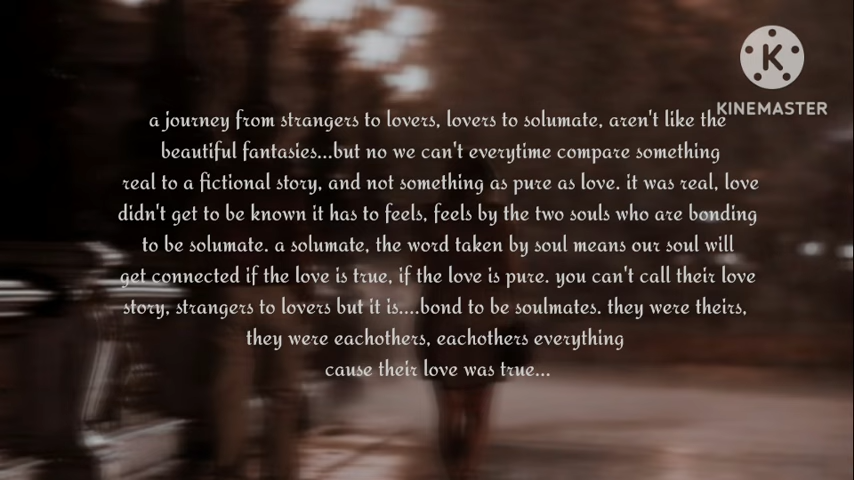 KINEMASTER
a journey from strangers to lovers, lovers to solumate, aren't like the
beautiful fantasies...but no we can't everytime compare something
real to a fictional story, and not something as pure as love. it was real, love
didn't get to be known it has to feels, feels by the two souls who are bonding
to be solumate. a solumate, the word taken by soul means our soul will
get connected if the love is true, if the love is pure. you can't call their love
story, strangers to lovers but it is....bond to be soulmates. they were theirs,
they were eachothers, eachothers everything
cause their love was true...